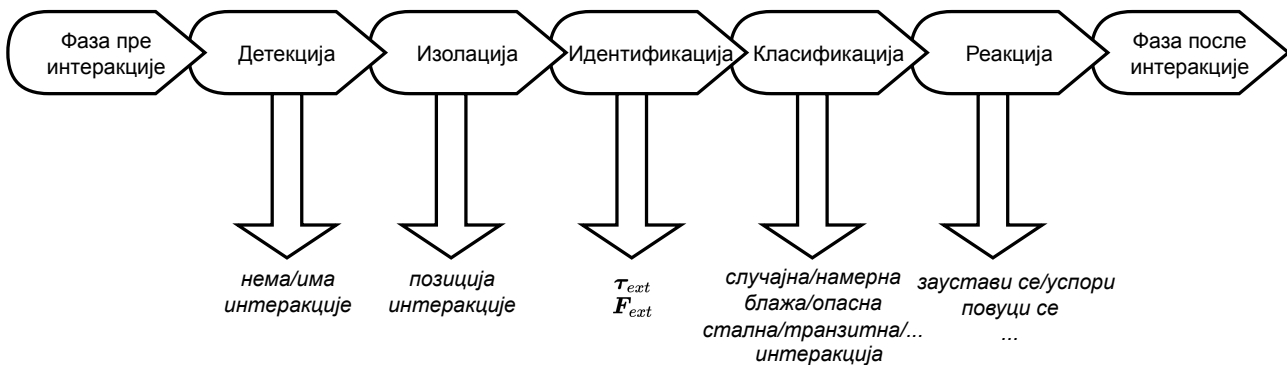 Фаза пре
интеракције
Детекција
Изолација
Идентификација
Класификација
Реакција
Фаза после
интеракције
нема/има
интеракције
позиција
интеракције
τ_ext
F_ext
случајна/намерна
блажа/опасна
стална/транзитна/...
интеракција
заустави се/успори
повуци се
...